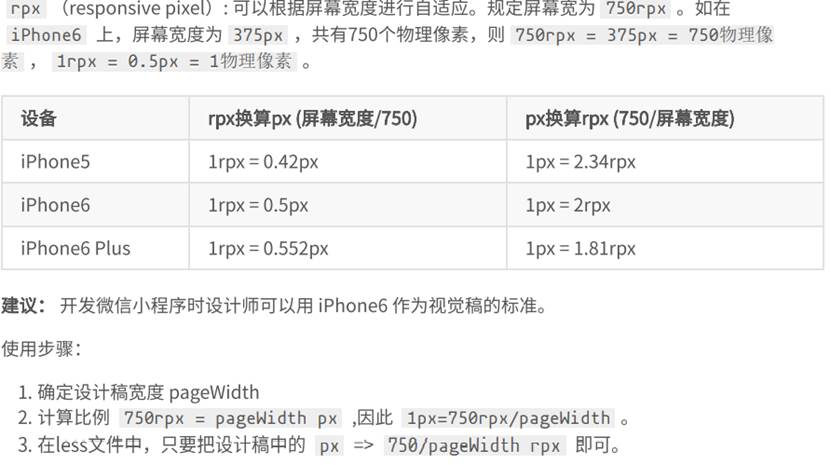 rpx （responsive pixel）: 可以根据屏幕宽度进行自适应。规定屏幕宽为 750rpx 。如在
iPhone6 上，屏幕宽度为 375px ，共有750个物理像素，则 750rpx = 375px = 750物理像
素 ， 1rpx = 0.5px = 1物理像素 。
设备 rpx换算px (屏幕宽度/750) px换算rpx (750/屏幕宽度)
iPhone5 1rpx = 0.42px 1px = 2.34rpx
iPhone6 1rpx = 0.5px 1px = 2rpx
iPhone6 Plus 1rpx = 0.552px 1px = 1.81rpx
建议： 开发微信小程序时设计师可以用 iPhone6 作为视觉稿的标准。
使用步骤：
1. 确定设计稿宽度 pageWidth
2. 计算比例 750rpx = pageWidth px ,因此 1px=750rpx/pageWidth 。
3. 在less文件中，只要把设计稿中的 px => 750/pageWidth rpx 即可。